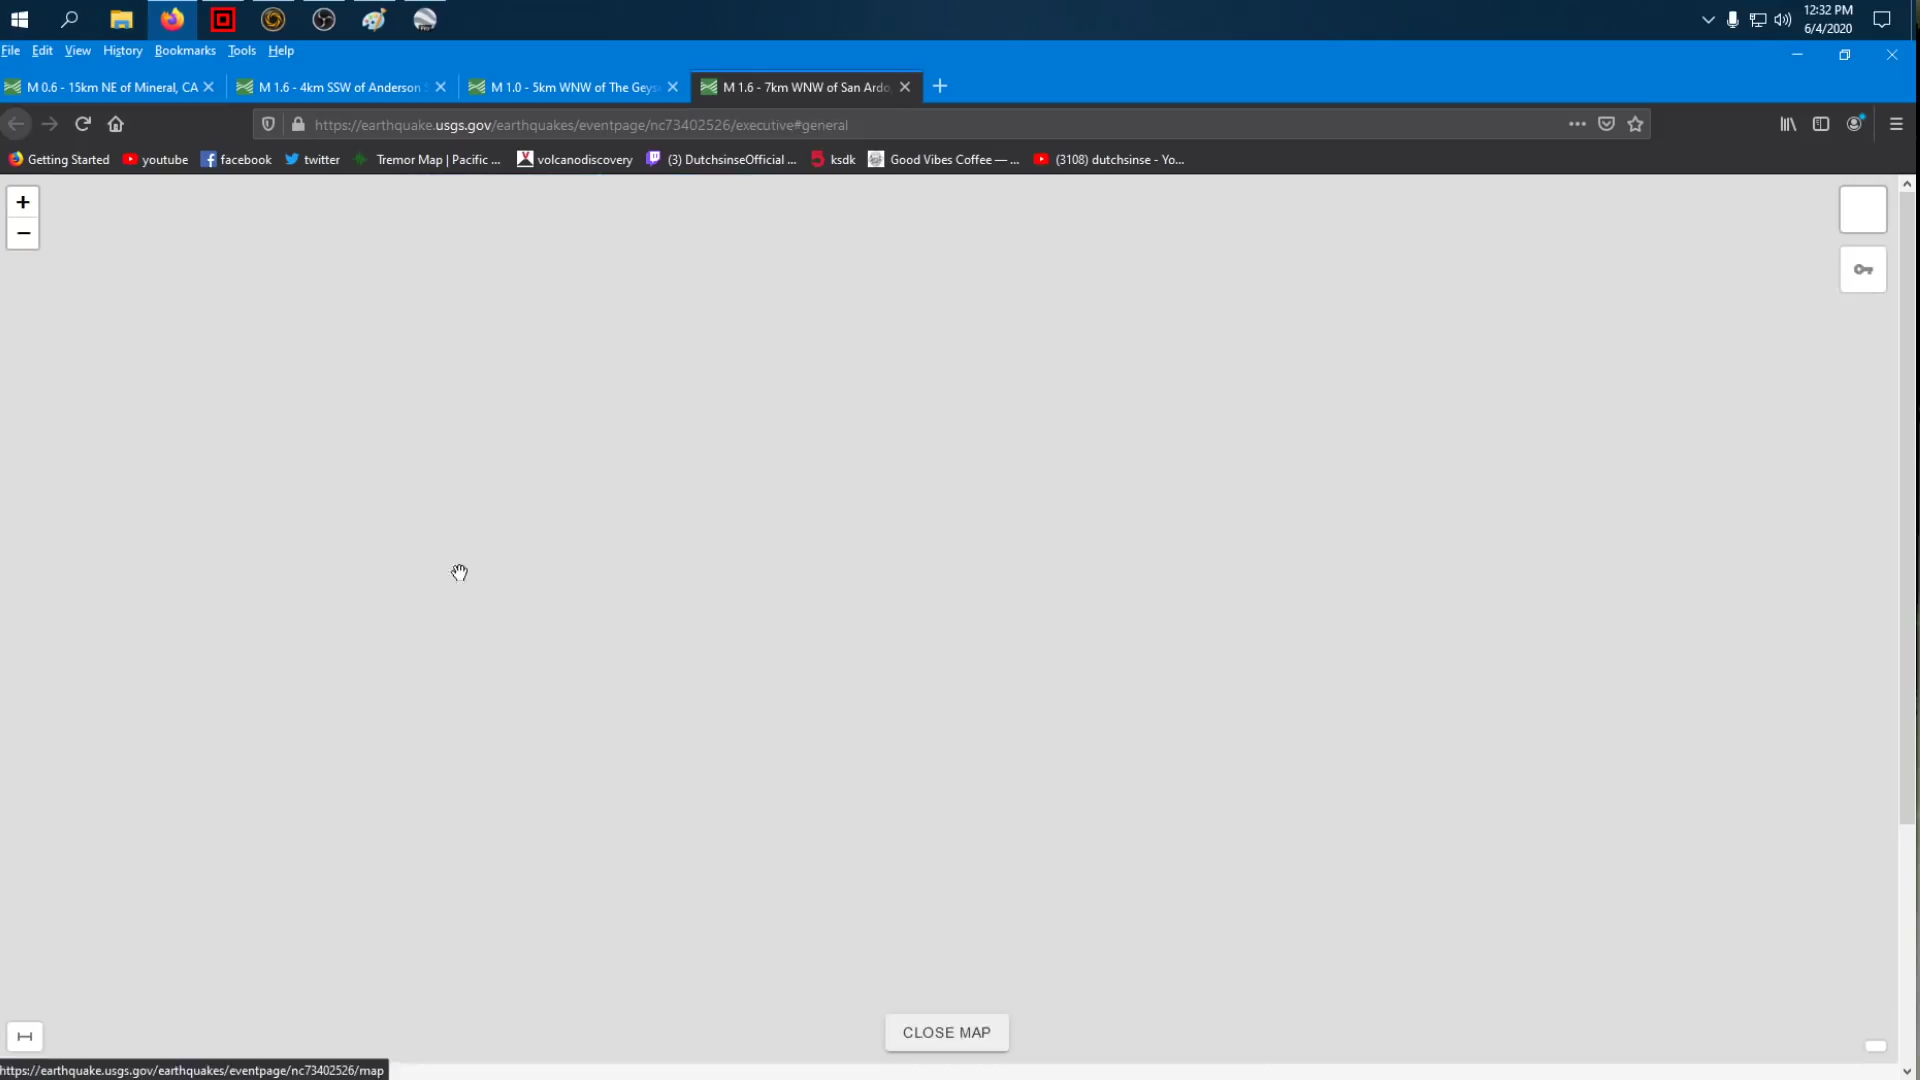 12:32 PM
6/4/2020
File Edit View History Bookmarks Tools Help
M 0.6 - 15km NE of Mineral, CA
M 1.6 - 4km SSW of Anderson
M 1.0 - 5km WNW of The Geys
M 1.6 - 7km WNW of San Ardo,
https://earthquake.usgs.gov/earthquakes/eventpage/nc73402526/executive#general
Getting Started youtube facebook twitter Tremor Map | Pacific ... volcanodiscovery (3) DutchsinseOfficial ... ksdk Good Vibes Coffee — ... (3108) dutchsinse - Yo...
+
−
CLOSE MAP
https://earthquake.usgs.gov/earthquakes/eventpage/nc73402526/map